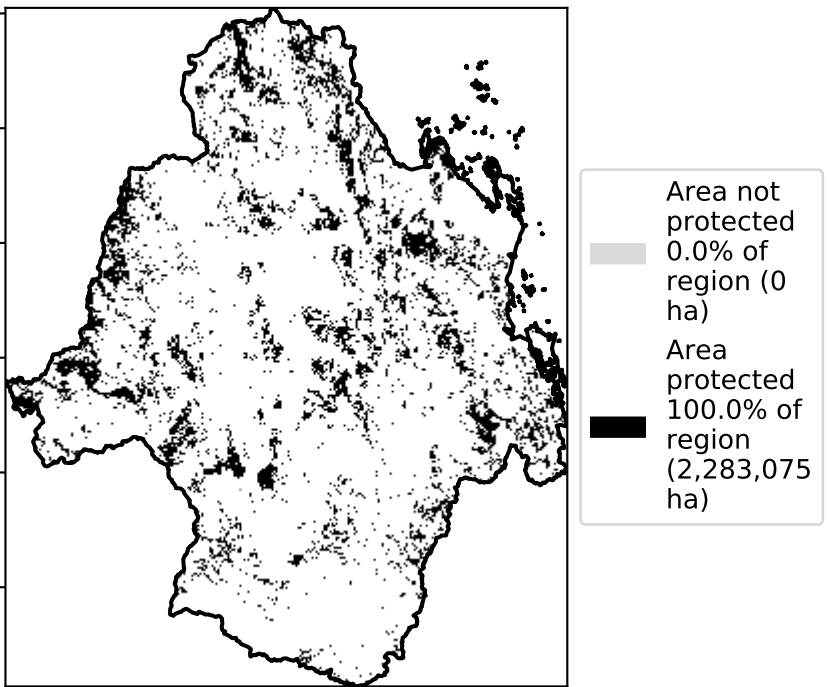 Area not
protected
0.0% of
region (0
ha)
Area
protected
100.0% of
region
(2,283,075
ha)